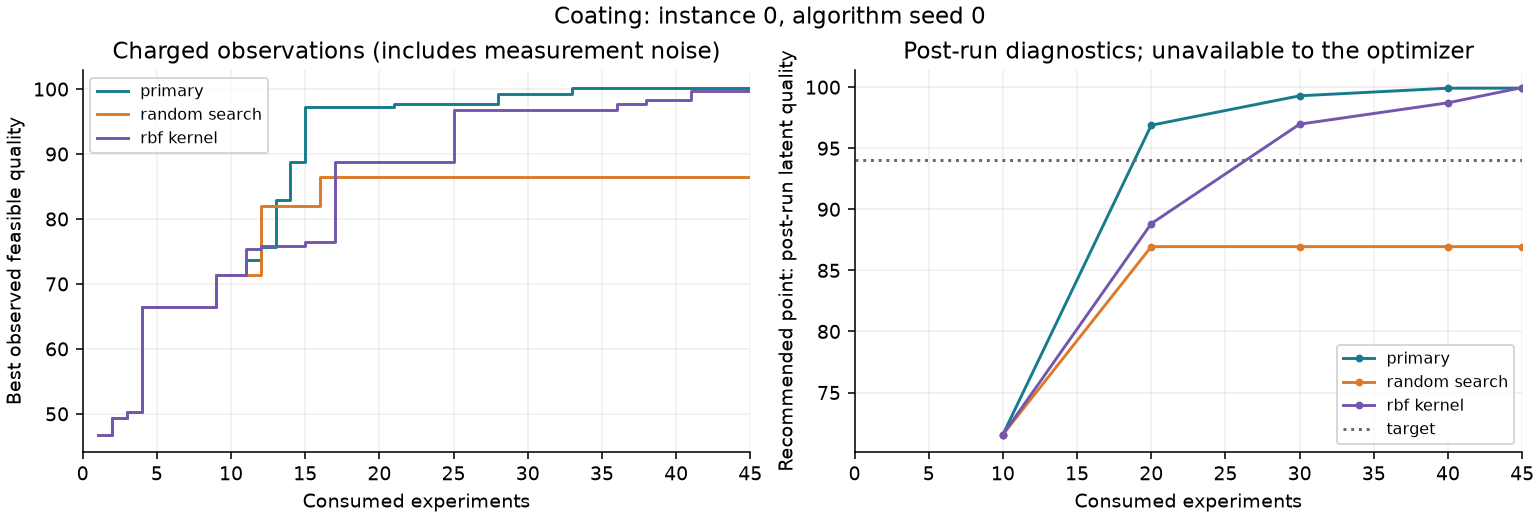 Coating: instance 0, algorithm seed 0
Charged observations (includes measurement noise)
Best observed feasible quality
100
90
80
70
60
50
primary
random search
rbf kernel
0 5 10 15 20 25 30 35 40 45
Consumed experiments
Post-run diagnostics; unavailable to the optimizer
Recommended point: post-run latent quality
100
95
90
85
80
75
primary
random search
rbf kernel
target
0 5 10 15 20 25 30 35 40 45
Consumed experiments